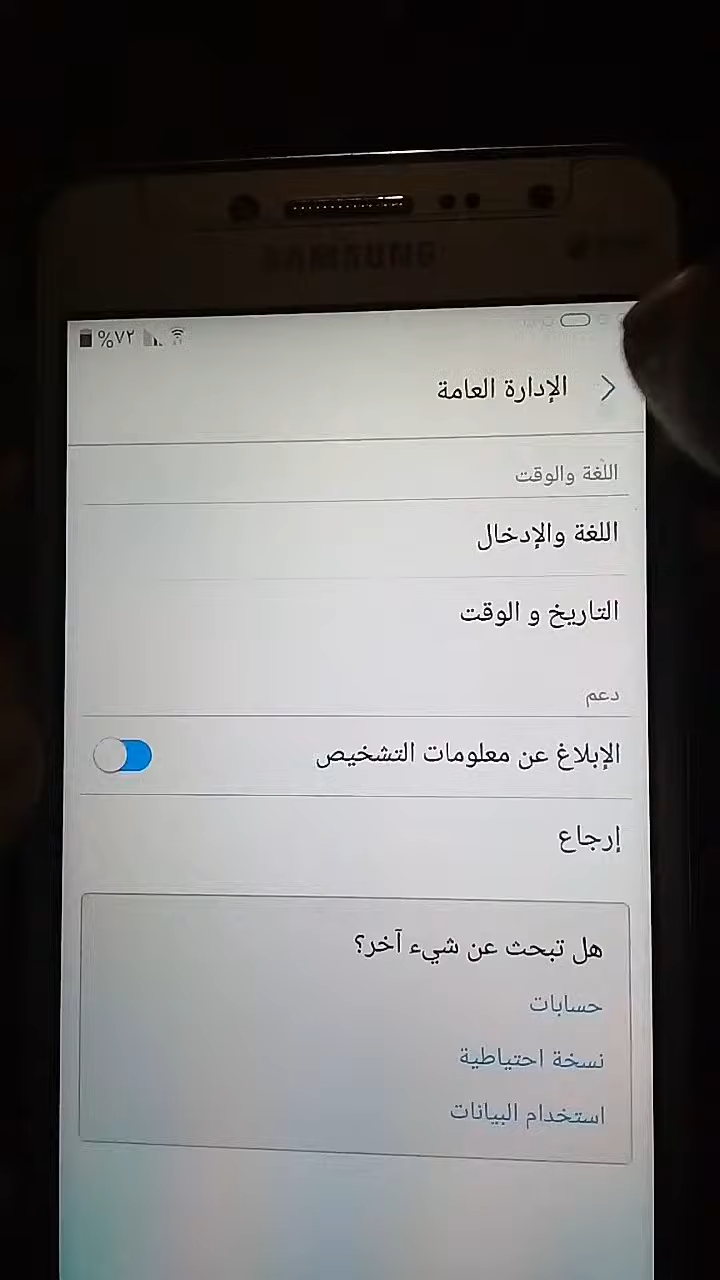 SAMSUNG
%٧٢
الإدارة العامة
اللغة والوقت
اللغة والإدخال
التاريخ و الوقت
دعم
الإبلاغ عن معلومات التشخيص
إرجاع
هل تبحث عن شيء آخر؟
حسابات
نسخة احتياطية
استخدام البيانات